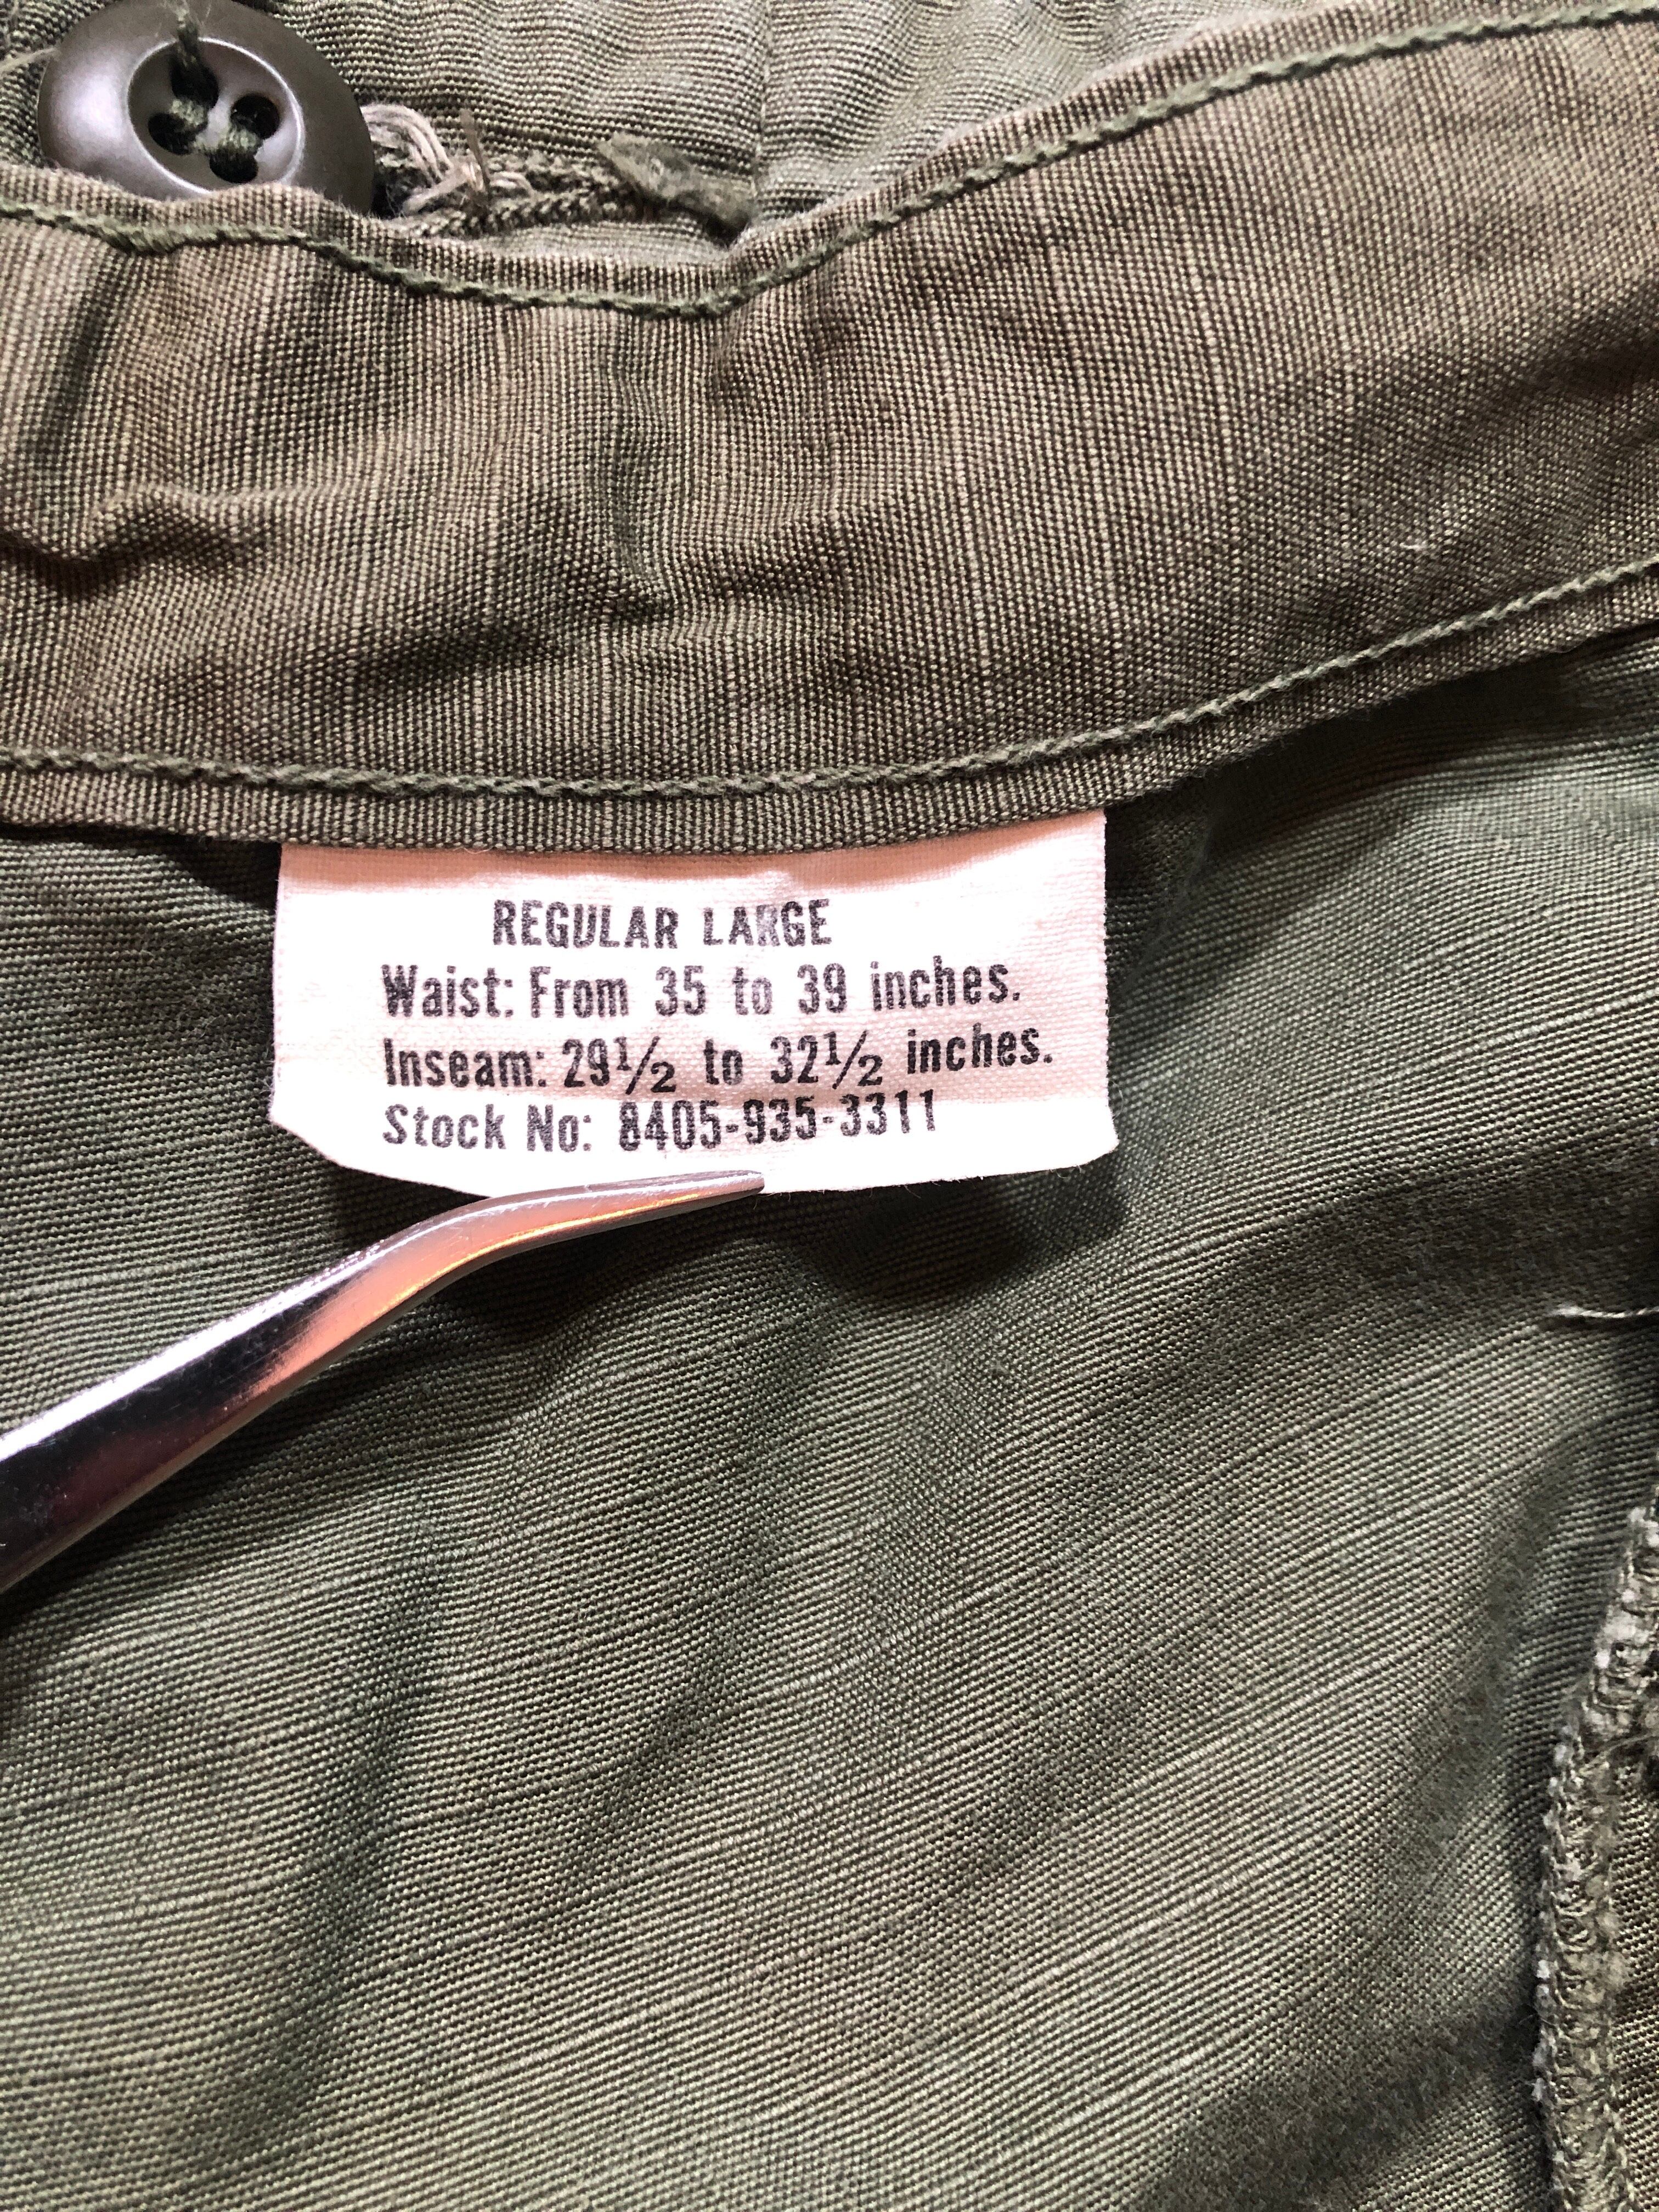 REGULAR LARGE
Waist: From 35 to 39 inches.
Inseam: 29½ to 32½ inches.
Stock No: 8405-935-3311